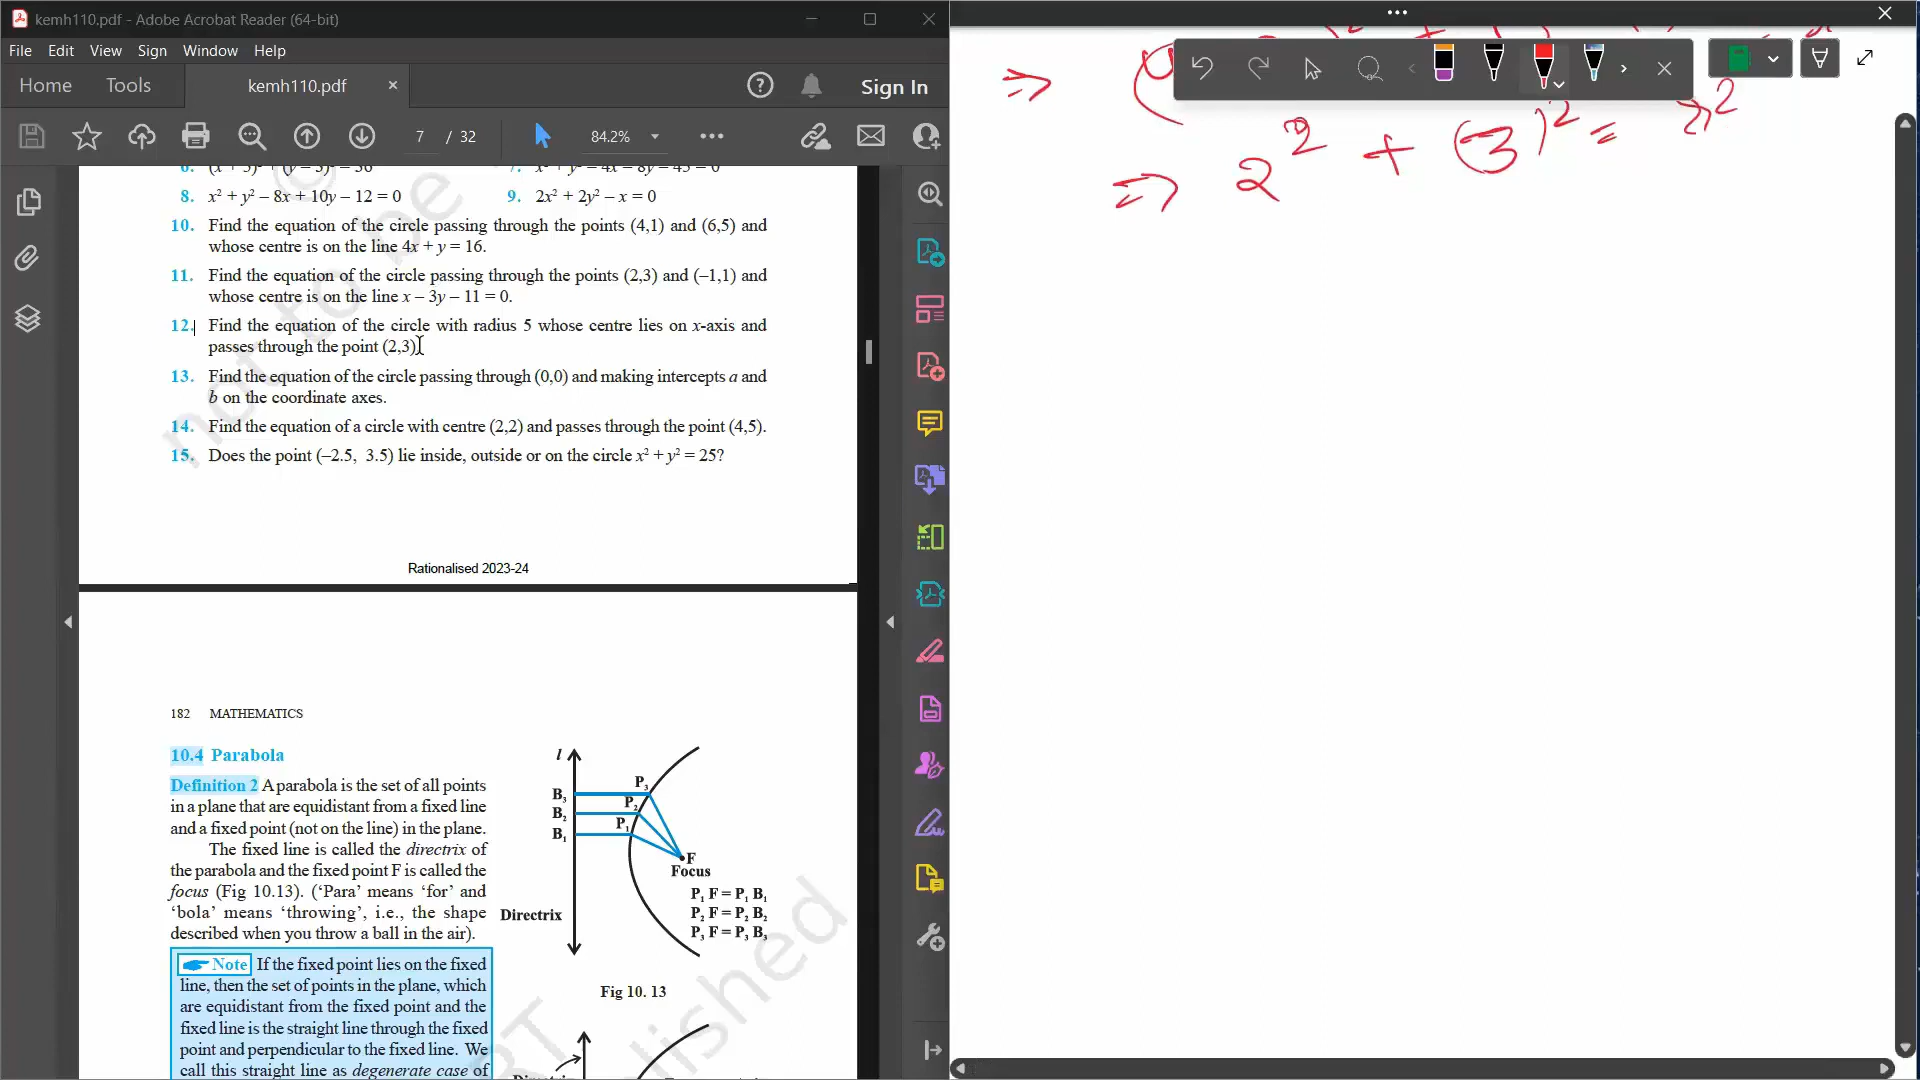 kemh110.pdf - Adobe Acrobat Reader (64-bit)
File Edit View Sign Window Help
Home Tools kemh110.pdf × Sign In
7 / 32 84.2%
8. x² + y² – 8x + 10y – 12 = 0 9. 2x² + 2y² – x = 0
10. Find the equation of the circle passing through the points (4,1) and (6,5) and
whose centre is on the line 4x + y = 16.
11. Find the equation of the circle passing through the points (2,3) and (–1,1) and
whose centre is on the line x – 3y – 11 = 0.
12. Find the equation of the circle with radius 5 whose centre lies on x-axis and
passes through the point (2,3)
13. Find the equation of the circle passing through (0,0) and making intercepts a and
b on the coordinate axes.
14. Find the equation of a circle with centre (2,2) and passes through the point (4,5).
15. Does the point (–2.5, 3.5) lie inside, outside or on the circle x² + y² = 25?
not to be
Rationalised 2023-24
182 MATHEMATICS
10.4 Parabola
Definition 2 A parabola is the set of all points
in a plane that are equidistant from a fixed line
and a fixed point (not on the line) in the plane.
The fixed line is called the directrix of
the parabola and the fixed point F is called the
focus (Fig 10.13). (‘Para’ means ‘for’ and
‘bola’ means ‘throwing’, i.e., the shape
described when you throw a ball in the air).
Note If the fixed point lies on the fixed
line, then the set of points in the plane, which
are equidistant from the fixed point and the
fixed line is the straight line through the fixed
point and perpendicular to the fixed line. We
call this straight line as degenerate case of
l
B₃ P₃
B₂ P₂
B₁ P₁
F
Focus
P₁ F = P₁ B₁
P₂ F = P₂ B₂
P₃ F = P₃ B₃
Directrix
Fig 10. 13
⇒
⇒ 2² + (3)² = r²